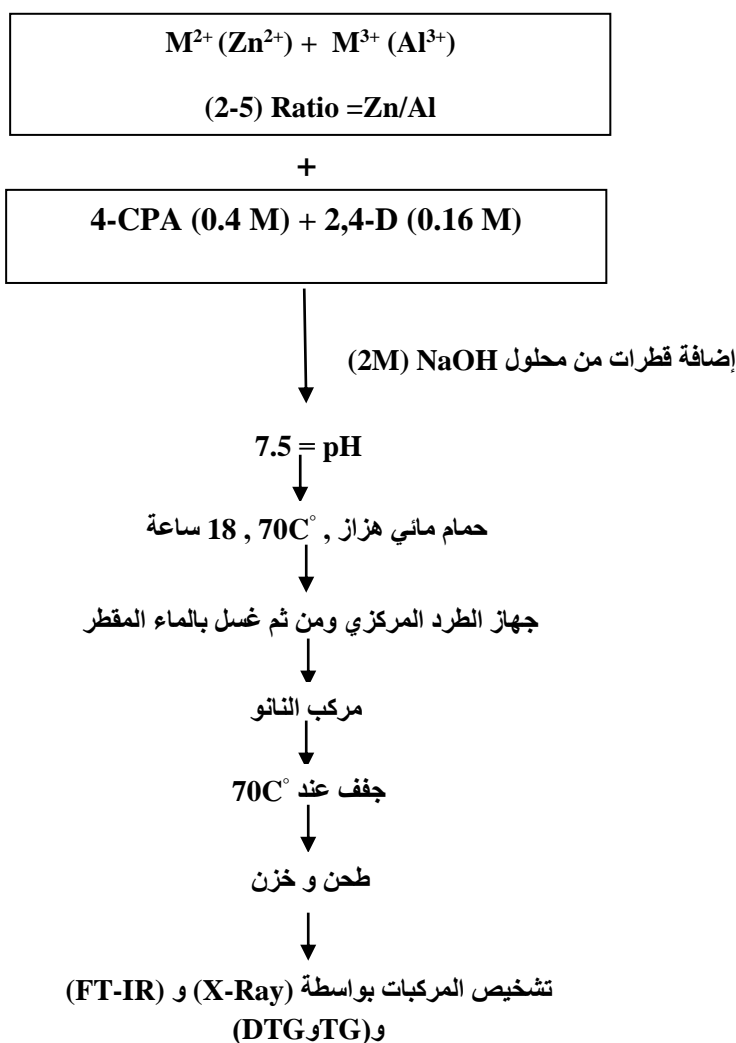 M²⁺ (Zn²⁺) + M³⁺ (Al³⁺)
(2-5) Ratio =Zn/Al
+
4-CPA (0.4 M) + 2,4-D (0.16 M)
إضافة قطرات من محلول NaOH (2M)
7.5 = pH
حمام مائي هزاز , 70C° , 18 ساعة
جهاز الطرد المركزي ومن ثم غسل بالماء المقطر
مركب النانو
جفف عند 70C°
طحن و خزن
تشخيص المركبات بواسطة (X-Ray) و (FT-IR)
و(TGوDTG)